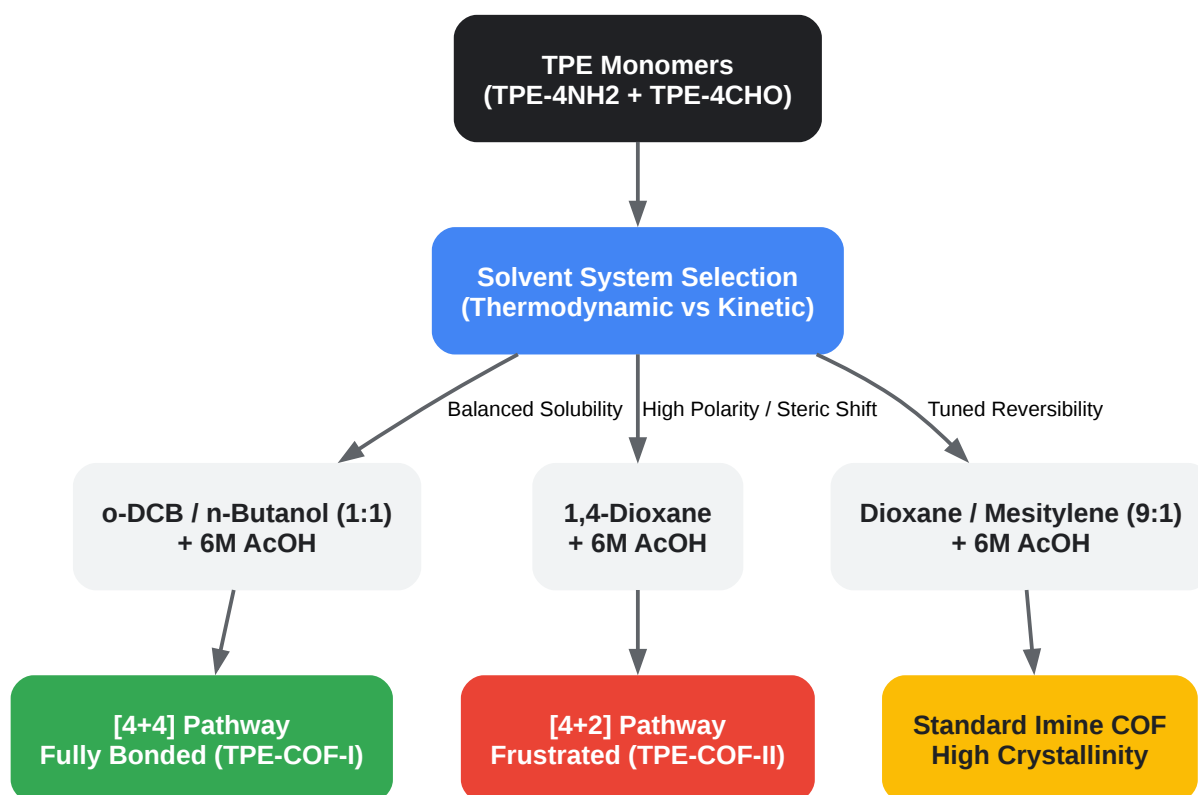 TPE Monomers
(TPE-4NH2 + TPE-4CHO)
Solvent System Selection
(Thermodynamic vs Kinetic)
Balanced Solubility
High Polarity / Steric Shift
Tuned Reversibility
o-DCB / n-Butanol (1:1)
+ 6M AcOH
1,4-Dioxane
+ 6M AcOH
Dioxane / Mesitylene (9:1)
+ 6M AcOH
[4+4] Pathway
Fully Bonded (TPE-COF-I)
[4+2] Pathway
Frustrated (TPE-COF-II)
Standard Imine COF
High Crystallinity